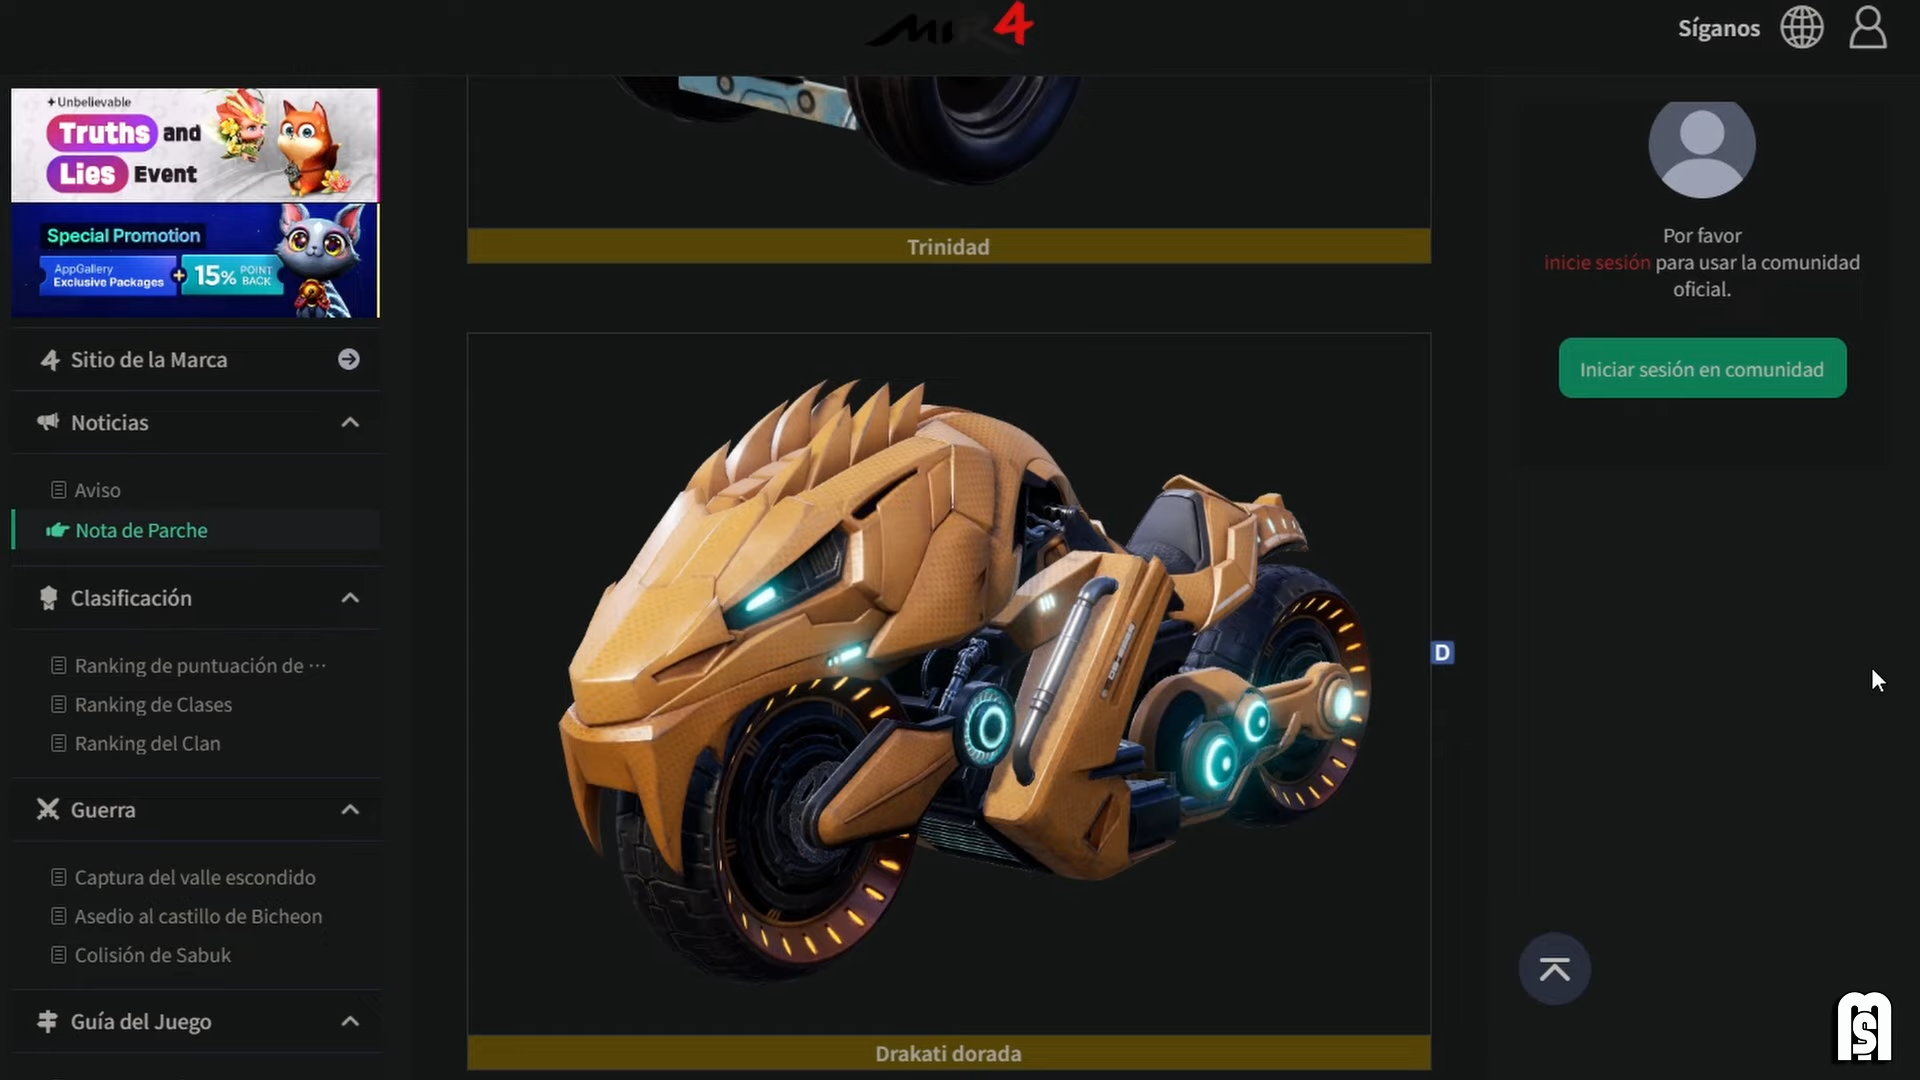 MIR4
Síganos
Unbelievable
Truths and
Lies Event
Special Promotion
AppGallery
Exclusive Packages
+
15% POINT
BACK
Sitio de la Marca
Noticias
Aviso
Nota de Parche
Clasificación
Ranking de puntuación de ···
Ranking de Clases
Ranking del Clan
Guerra
Captura del valle escondido
Asedio al castillo de Bicheon
Colisión de Sabuk
Guía del Juego
Trinidad
Drakati dorada
D
Por favor
inicie sesión para usar la comunidad
oficial.
Iniciar sesión en comunidad